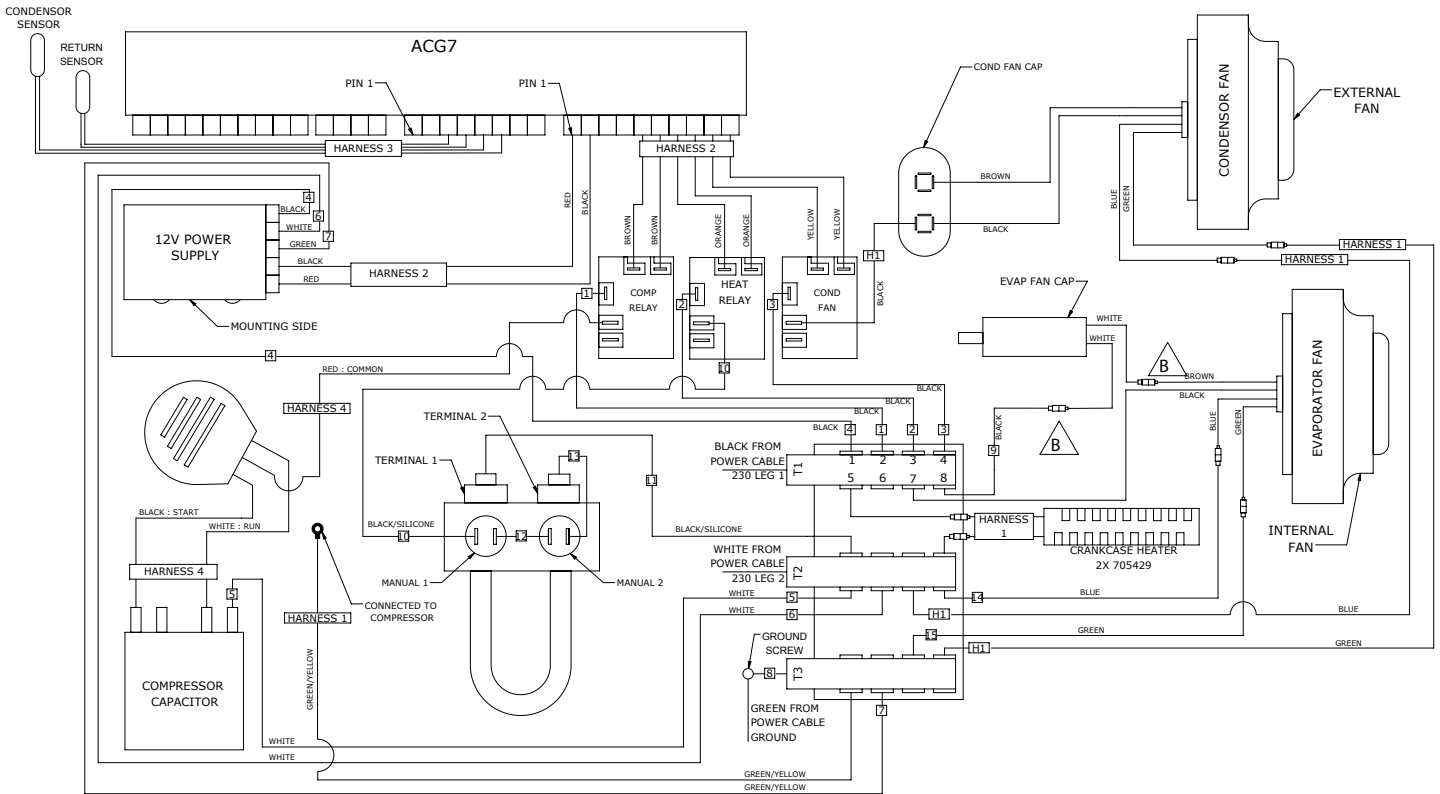 CONDENSOR
SENSOR
RETURN
SENSOR
ACG7
PIN 1
PIN 1
HARNESS 3
HARNESS 2
COND FAN CAP
CONDENSOR FAN
EXTERNAL
FAN
BROWN
BLACK
BLUE
GREEN
HARNESS 1
HARNESS 1
4
BLACK
6
WHITE
7
GREEN
12V POWER
SUPPLY
BLACK
HARNESS 2
RED
MOUNTING SIDE
RED
BLACK
BROWN
BROWN
ORANGE
ORANGE
YELLOW
YELLOW
H1
BLACK
1
COMP
RELAY
2
HEAT
RELAY
3
COND
FAN
EVAP FAN CAP
WHITE
WHITE
B
BROWN
BLACK
B
BLUE
GREEN
EVAPORATOR FAN
INTERNAL
FAN
4
RED : COMMON
10
HARNESS 4
BLACK
BLACK
BLACK
BLACK
4
1
2
3
BLACK
9
TERMINAL 2
TERMINAL 1
13
11
BLACK FROM
POWER CABLE
230 LEG 1
T1
1 2 3 4
5 6 7 8
BLACK : START
WHITE : RUN
BLACK/SILICONE
10
12
BLACK/SILICONE
HARNESS
1
CRANKCASE HEATER
2X 705429
WHITE FROM
POWER CABLE
230 LEG 2
T2
HARNESS 4
5
MANUAL 1
MANUAL 2
CONNECTED TO
COMPRESSOR
HARNESS 1
WHITE
5
WHITE
6
14
BLUE
H1
BLUE
15
GREEN
H1
GREEN
GROUND
SCREW
8
T3
GREEN FROM
POWER CABLE
GROUND
7
GREEN/YELLOW
COMPRESSOR
CAPACITOR
WHITE
WHITE
GREEN/YELLOW
GREEN/YELLOW